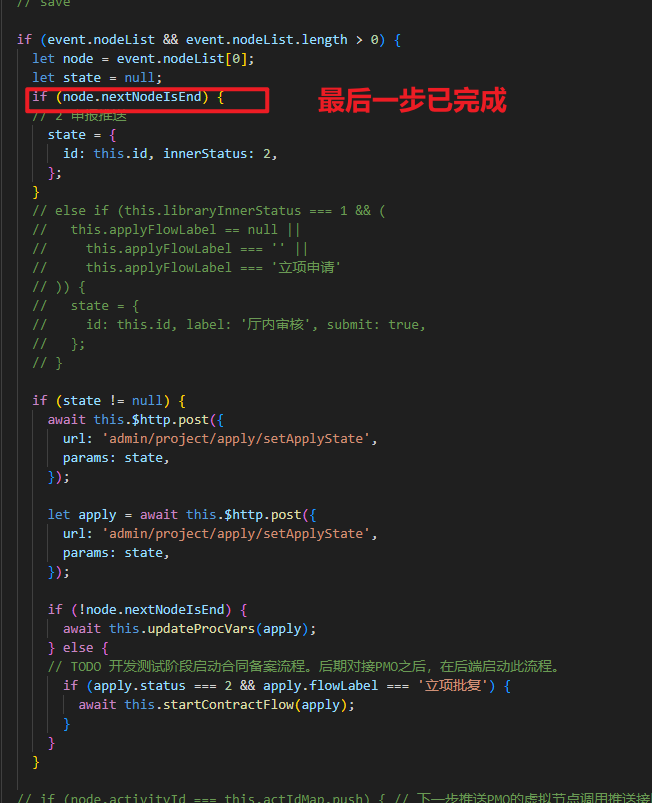 // save
if (event.nodeList && event.nodeList.length > 0) {
let node = event.nodeList[0];
let state = null;
if (node.nextNodeIsEnd) { 最后一步已完成
// 2 申报推送
state = {
id: this.id, innerStatus: 2,
};
}
// else if (this.libraryInnerStatus === 1 && (
//   this.applyFlowLabel == null ||
//     this.applyFlowLabel === '' ||
//     this.applyFlowLabel === '立项申请'
// )) {
//   state = {
//     id: this.id, label: '厅内审核', submit: true,
//   };
// }
if (state != null) {
await this.$http.post({
url: 'admin/project/apply/setApplyState',
params: state,
});
let apply = await this.$http.post({
url: 'admin/project/apply/setApplyState',
params: state,
});
if (!node.nextNodeIsEnd) {
await this.updateProcVars(apply);
} else {
// TODO 开发测试阶段启动合同备案流程。后期对接PMO之后，在后端启动此流程。
if (apply.status === 2 && apply.flowLabel === '立项批复') {
await this.startContractFlow(apply);
}
}
}
// if (node.activityId === this.actIdMap.push) { // 下一步推送PMO的虚拟节点调用推送接